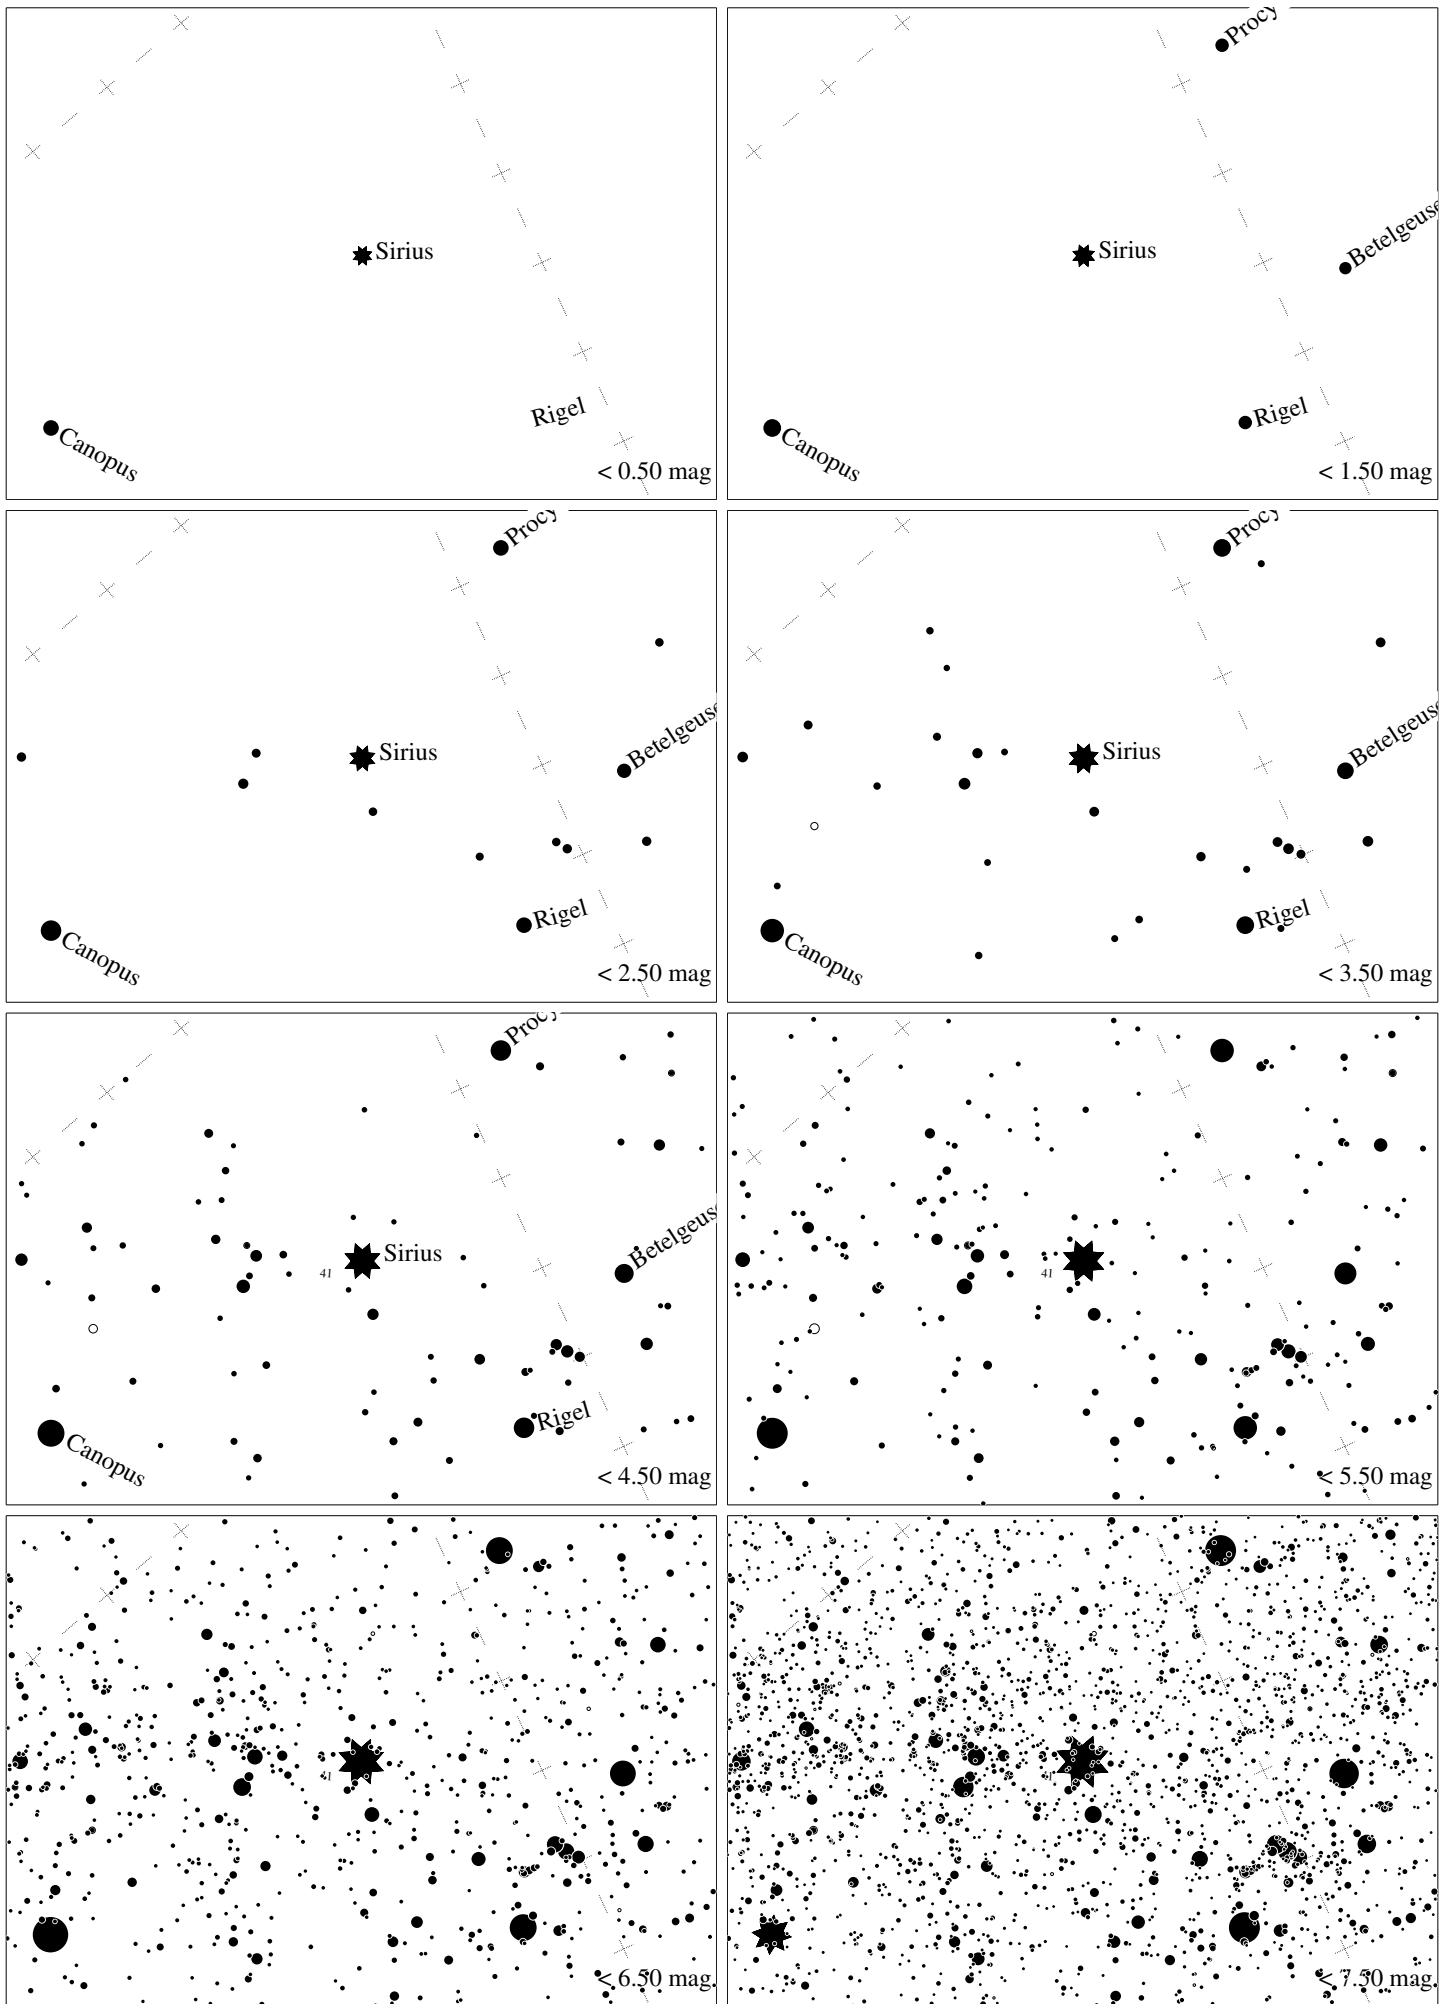 Sirius
Rigel
Canopus
< 0.50 mag
Procy
Sirius
Betelgeuse
Rigel
Canopus
< 1.50 mag
Procy
Sirius
Betelgeuse
Rigel
Canopus
< 2.50 mag
Procy
Sirius
Betelgeuse
Rigel
Canopus
< 3.50 mag
Procy
Sirius
Betelgeuse
41
Rigel
Canopus
< 4.50 mag
41
< 5.50 mag
41
< 6.50 mag
< 7.50 mag